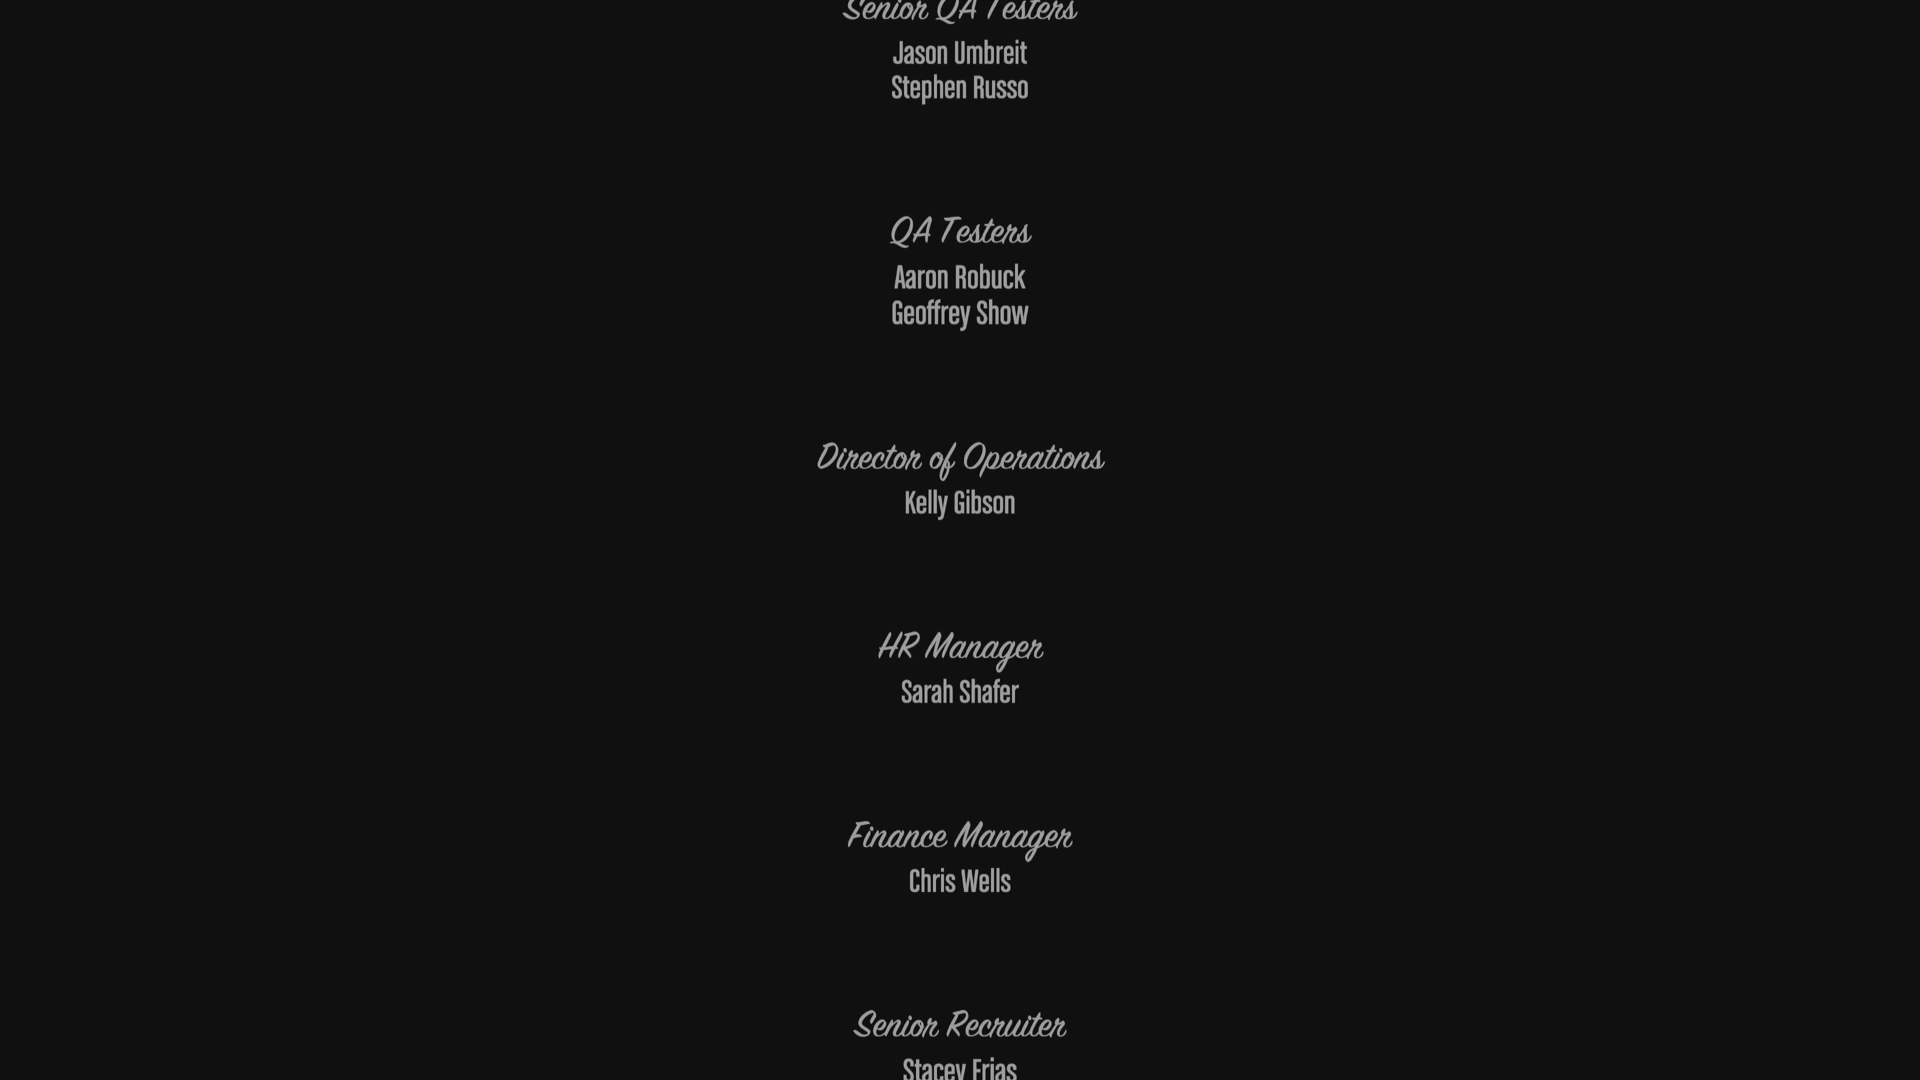 Senior QA Testers
Jason Umbreit
Stephen Russo
QA Testers
Aaron Robuck
Geoffrey Show
Director of Operations
Kelly Gibson
HR Manager
Sarah Shafer
Finance Manager
Chris Wells
Senior Recruiter
Stacey Frias